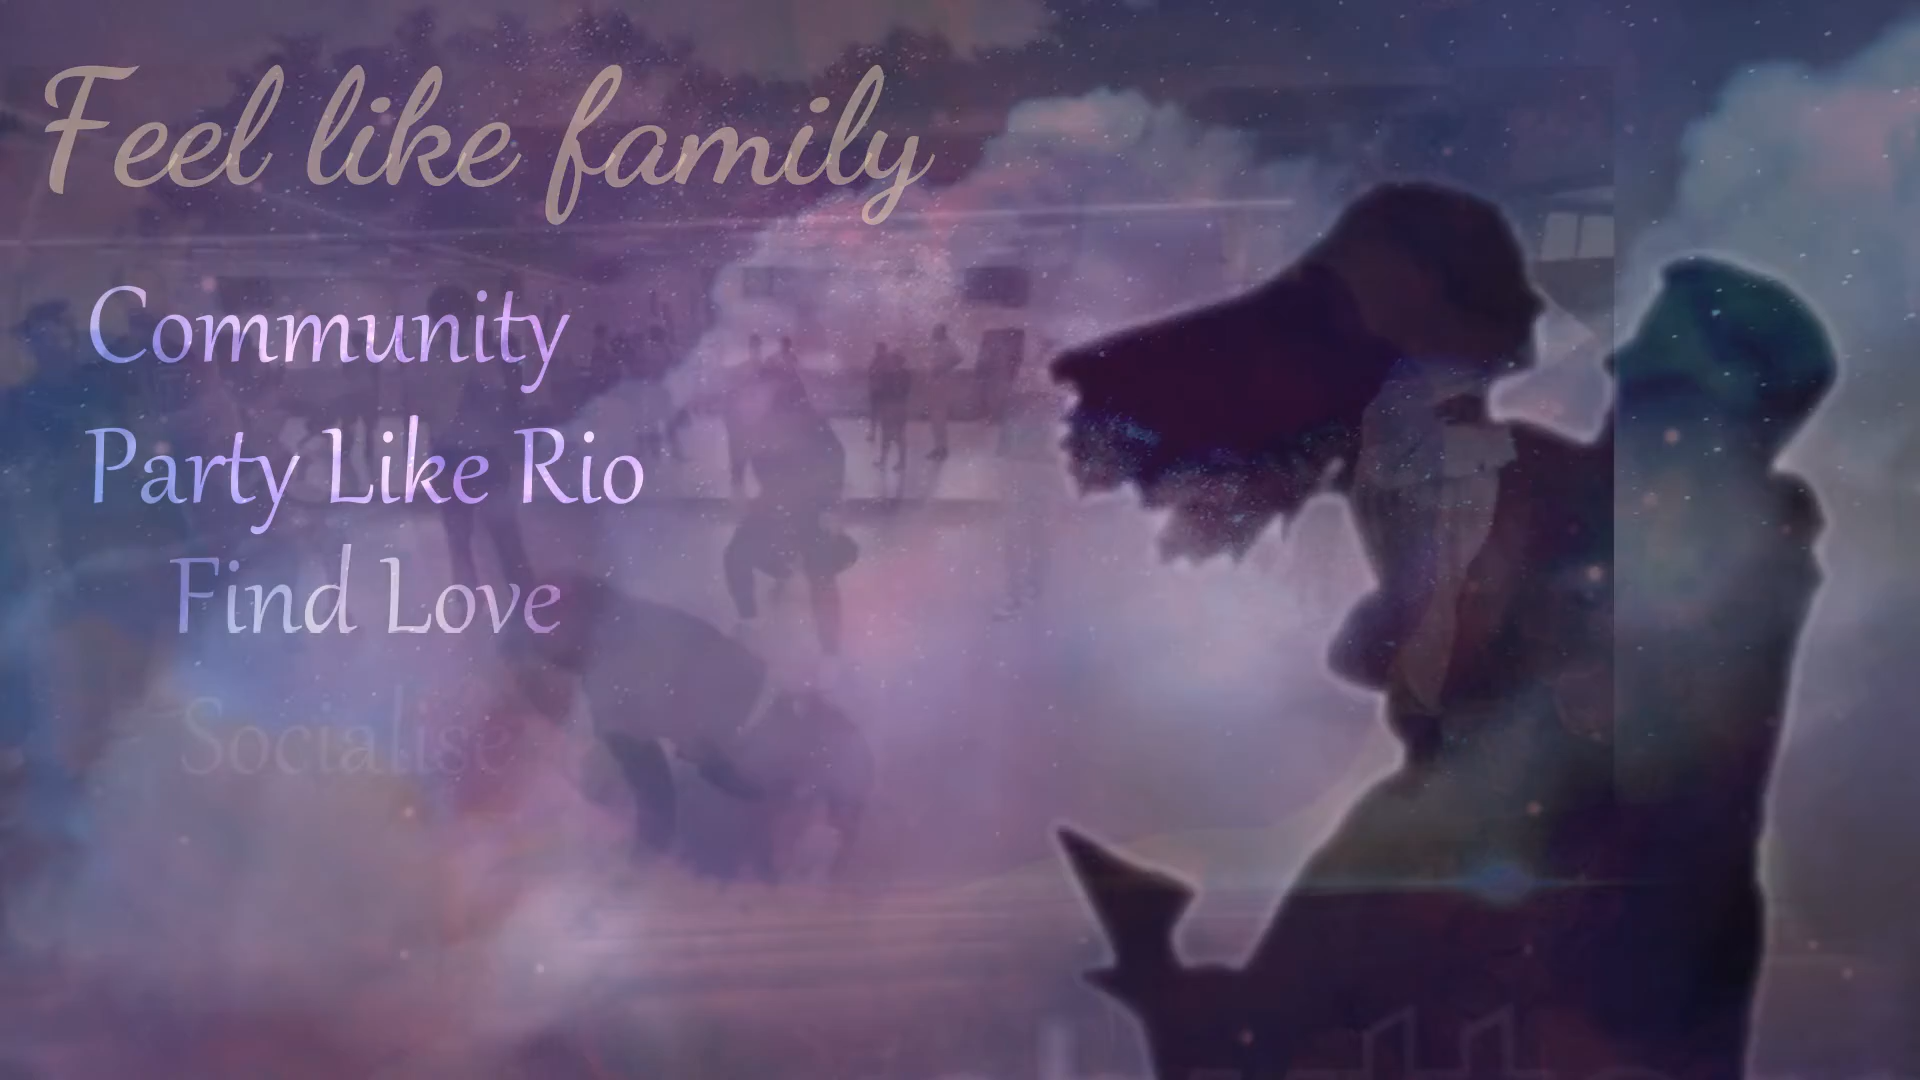 Feel like family
Community
Party Like Rio
Find Love
Socialise